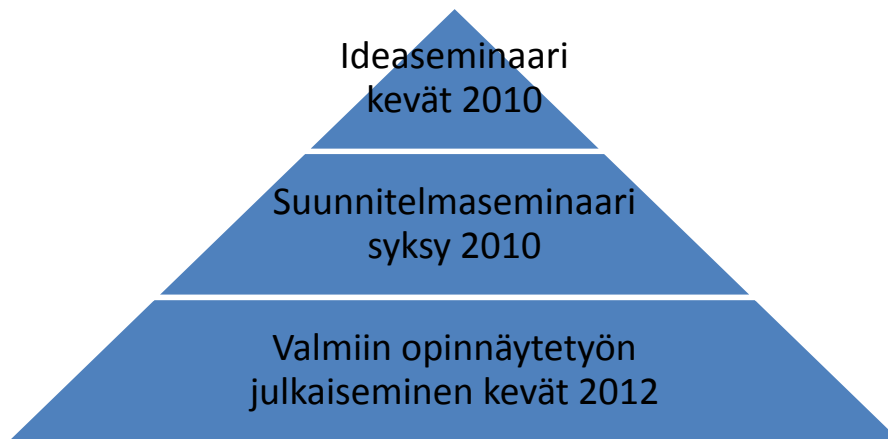 Ideaseminaari
kevät 2010
Suunnitelmaseminaari
syksy 2010
Valmiin opinnäytetyön
julkaiseminen kevät 2012